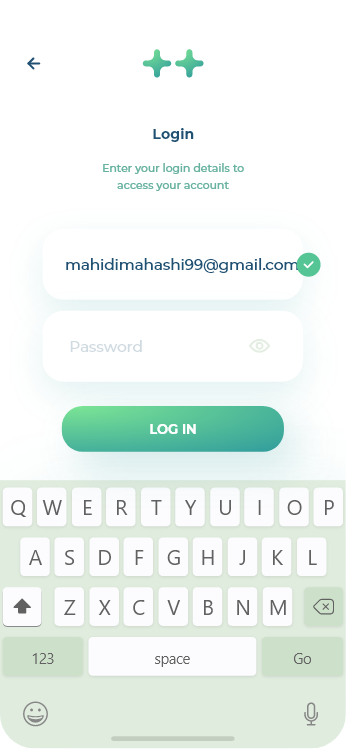 Login
Enter your login details to
access your account
mahidimahashi99@gmail.com
Password
LOG IN
Q W E R T Y U I O P
A S D F G H J K L
Z X C V B N M
123 space Go